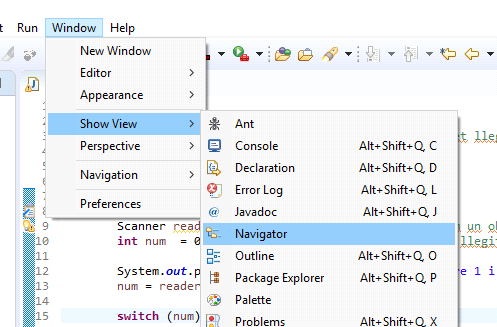 Run Window Help
New Window
Editor
Appearance
Show View
Perspective
Navigation
Preferences
Ant
Console Alt+Shift+Q, C
Declaration Alt+Shift+Q, D
Error Log Alt+Shift+Q, L
Javadoc Alt+Shift+Q, J
Navigator
Outline Alt+Shift+Q, O
Package Explorer Alt+Shift+Q, P
Palette
Problems Alt+Shift+Q, X
9 Scanner read un
10 int num = 0
11
12 System.out.p e 1 i
13 num = reader
14
15 switch (num)